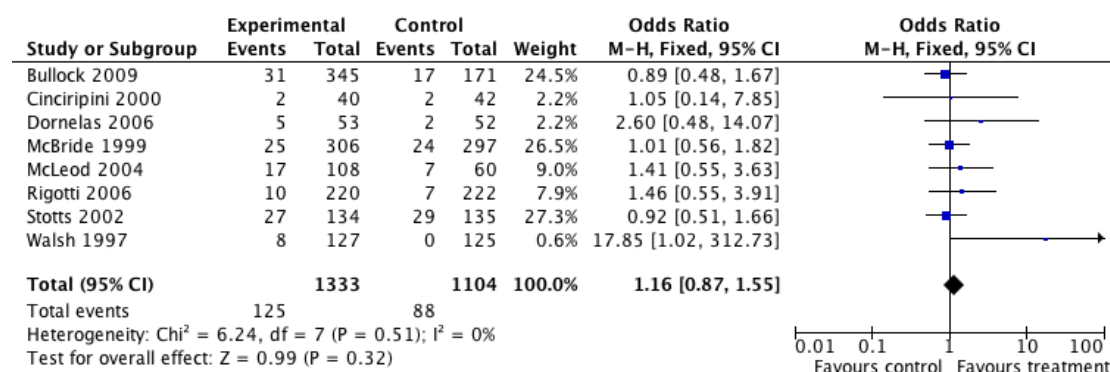 Experimental Control Odds Ratio Odds Ratio
Study or Subgroup Events Total Events Total Weight M-H, Fixed, 95% CI M-H, Fixed, 95% CI
Bullock 2009 31 345 17 171 24.5% 0.89 [0.48, 1.67]
Cinciripini 2000 2 40 2 42 2.2% 1.05 [0.14, 7.85]
Dornelas 2006 5 53 2 52 2.2% 2.60 [0.48, 14.07]
McBride 1999 25 306 24 297 26.5% 1.01 [0.56, 1.82]
McLeod 2004 17 108 7 60 9.0% 1.41 [0.55, 3.63]
Rigotti 2006 10 220 7 222 7.9% 1.46 [0.55, 3.91]
Stotts 2002 27 134 29 135 27.3% 0.92 [0.51, 1.66]
Walsh 1997 8 127 0 125 0.6% 17.85 [1.02, 312.73]
Total (95% CI) 1333 1104 100.0% 1.16 [0.87, 1.55]
Total events 125 88
Heterogeneity: Chi² = 6.24, df = 7 (P = 0.51); I² = 0%
Test for overall effect: Z = 0.99 (P = 0.32)
0.01 0.1 1 10 100
Favours control Favours treatment